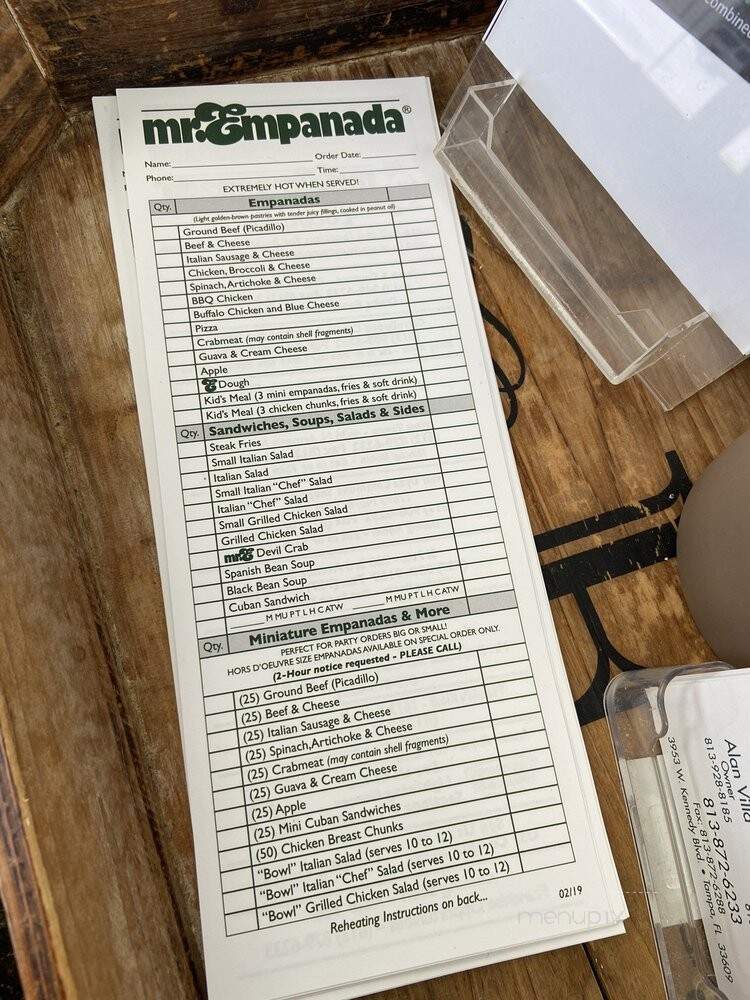 mr.Empanada®
Name: Order Date:
Phone: Time:
EXTREMELY HOT WHEN SERVED!
Qty. Empanadas
(Light golden-brown pastries with tender juicy fillings, cooked in peanut oil)
Ground Beef (Picadillo)
Beef & Cheese
Italian Sausage & Cheese
Chicken, Broccoli & Cheese
Spinach, Artichoke & Cheese
BBQ Chicken
Buffalo Chicken and Blue Cheese
Pizza
Crabmeat (may contain shell fragments)
Guava & Cream Cheese
Apple
E Dough
Kid's Meal (3 mini empanadas, fries & soft drink)
Kid's Meal (3 chicken chunks, fries & soft drink)
Qty. Sandwiches, Soups, Salads & Sides
Steak Fries
Small Italian Salad
Italian Salad
Small Italian "Chef" Salad
Italian "Chef" Salad
Small Grilled Chicken Salad
Grilled Chicken Salad
mr.E Devil Crab
Spanish Bean Soup
Black Bean Soup
Cuban Sandwich
____M MU P T L H CATW ____M MU P T L H CATW
Qty. Miniature Empanadas & More
PERFECT FOR PARTY ORDERS BIG OR SMALL!
HORS D'OEUVRE SIZE EMPANADAS AVAILABLE ON SPECIAL ORDER ONLY.
(2-Hour notice requested - PLEASE CALL)
(25) Ground Beef (Picadillo)
(25) Beef & Cheese
(25) Italian Sausage & Cheese
(25) Spinach, Artichoke & Cheese
(25) Crabmeat (may contain shell fragments)
(25) Guava & Cream Cheese
(25) Apple
(25) Mini Cuban Sandwiches
(50) Chicken Breast Chunks
"Bowl" Italian Salad (serves 10 to 12)
"Bowl" Italian "Chef" Salad (serves 10 to 12)
"Bowl" Grilled Chicken Salad (serves 10 to 12)
Reheating Instructions on back... 02/19
combined
Alan Villa
Owner
813-928-8185
813-872-6233
Fax: 813-872-6288
3953 W. Kennedy Blvd. • Tampa, FL 33609
menupix